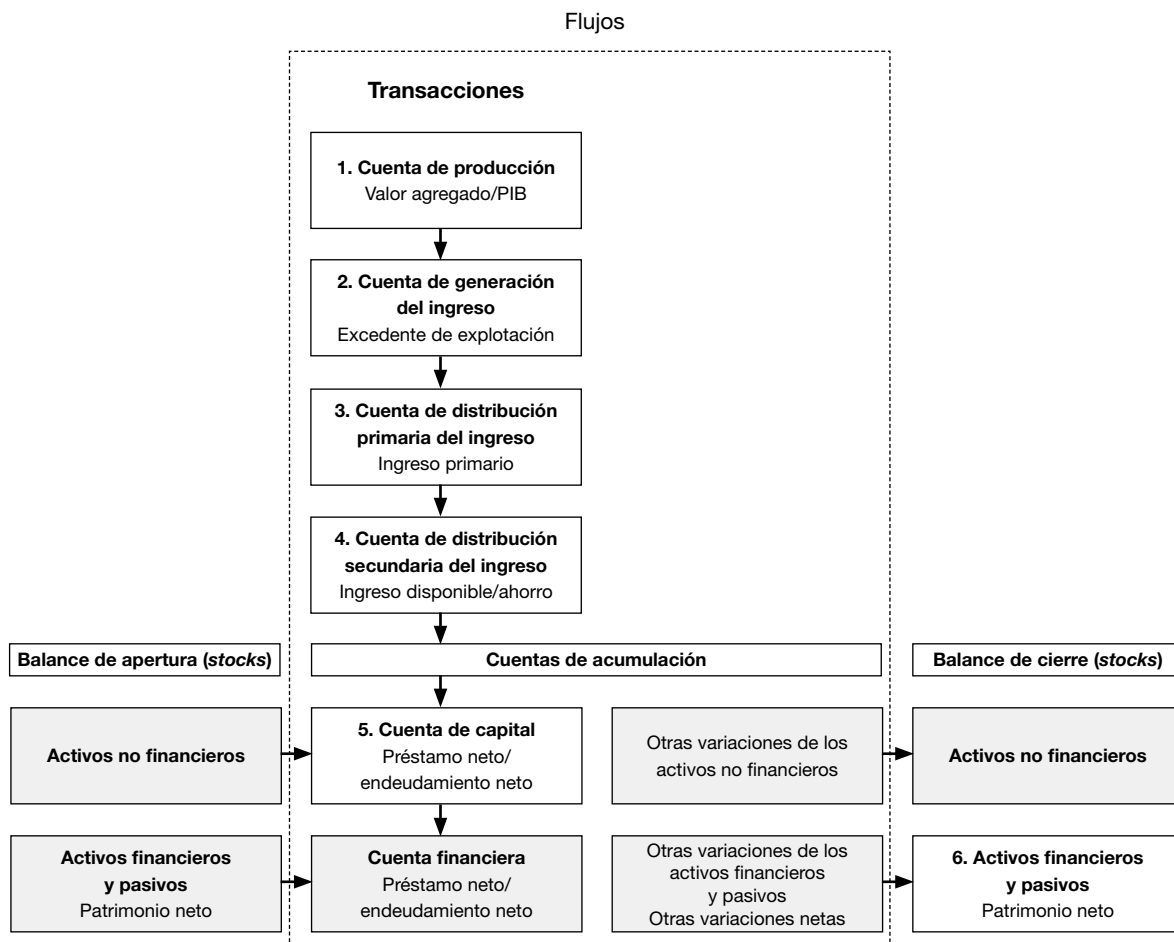 Flujos
Transacciones
1. Cuenta de producción
Valor agregado/PIB
2. Cuenta de generación
del ingreso
Excedente de explotación
3. Cuenta de distribución
primaria del ingreso
Ingreso primario
4. Cuenta de distribución
secundaria del ingreso
Ingreso disponible/ahorro
Balance de apertura (stocks)
Cuentas de acumulación
Balance de cierre (stocks)
Activos no financieros
5. Cuenta de capital
Préstamo neto/
endeudamiento neto
Otras variaciones de los
activos no financieros
Activos no financieros
Activos financieros
y pasivos
Patrimonio neto
Cuenta financiera
Préstamo neto/
endeudamiento neto
Otras variaciones de los
activos financieros
y pasivos
Otras variaciones netas
6. Activos financieros
y pasivos
Patrimonio neto